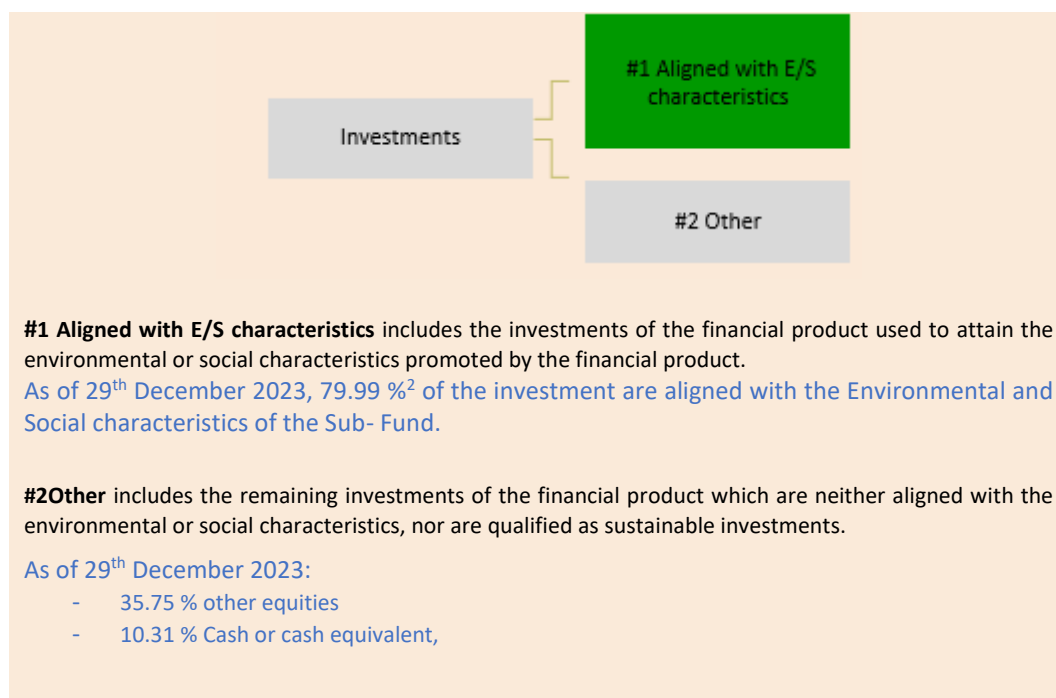 #1 Aligned with E/S
characteristics
Investments
#2 Other
#1 Aligned with E/S characteristics includes the investments of the financial product used to attain the
environmental or social characteristics promoted by the financial product.
As of 29th December 2023, 79.99 %2 of the investment are aligned with the Environmental and
Social characteristics of the Sub- Fund.
#2Other includes the remaining investments of the financial product which are neither aligned with the
environmental or social characteristics, nor are qualified as sustainable investments.
As of 29th December 2023:
- 35.75 % other equities
- 10.31 % Cash or cash equivalent,